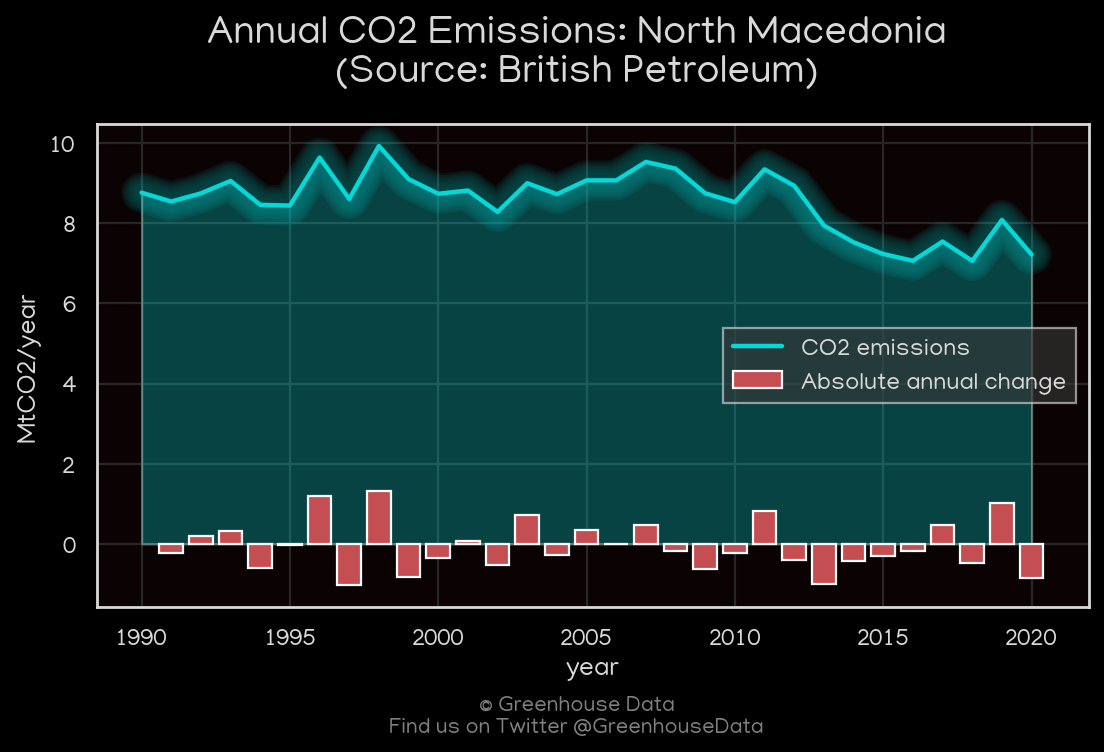 Annual CO2 Emissions: North Macedonia
(Source: British Petroleum)
10
8
6
4
2
0
MtCO2/year
CO2 emissions
Absolute annual change
1990 1995 2000 2005 2010 2015 2020
year
© Greenhouse Data
Find us on Twitter @GreenhouseData